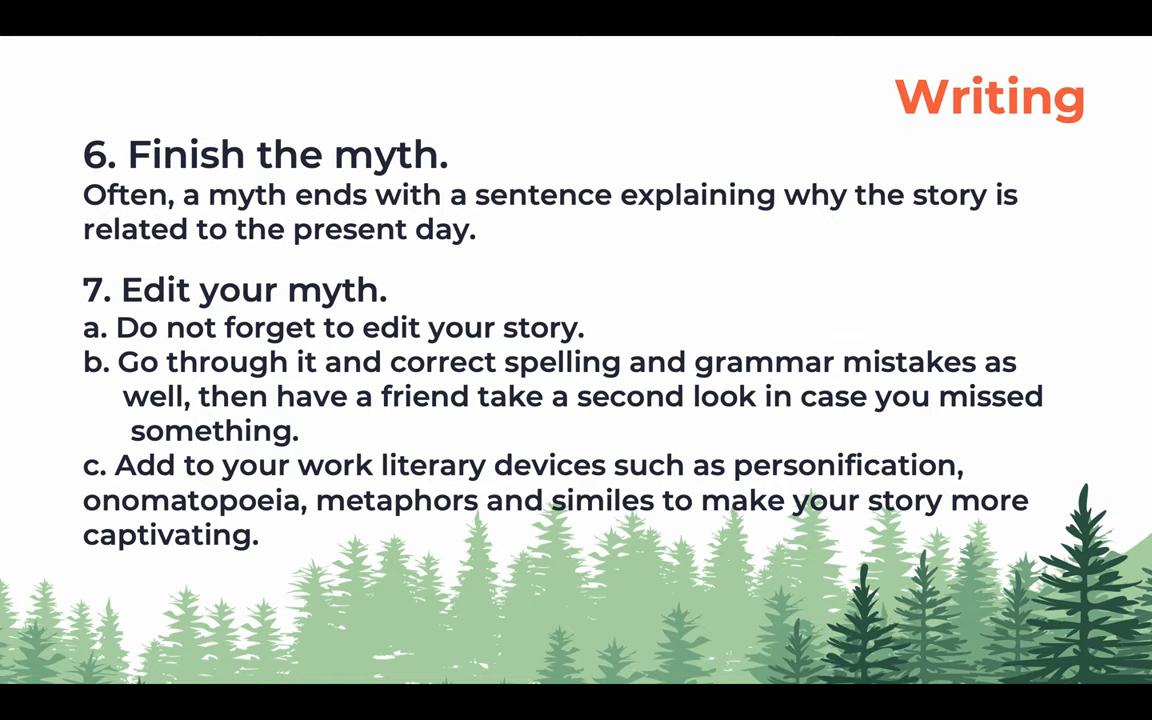 Writing
6. Finish the myth.
Often, a myth ends with a sentence explaining why the story is
related to the present day.
7. Edit your myth.
a. Do not forget to edit your story.
b. Go through it and correct spelling and grammar mistakes as
well, then have a friend take a second look in case you missed
something.
c. Add to your work literary devices such as personification,
onomatopoeia, metaphors and similes to make your story more
captivating.